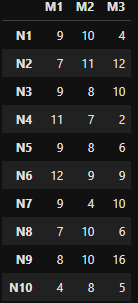 M1 M2 M3
N1 9 10 4
N2 7 11 12
N3 9 8 10
N4 11 7 2
N5 9 8 6
N6 12 9 9
N7 9 4 10
N8 7 10 6
N9 8 10 16
N10 4 8 5